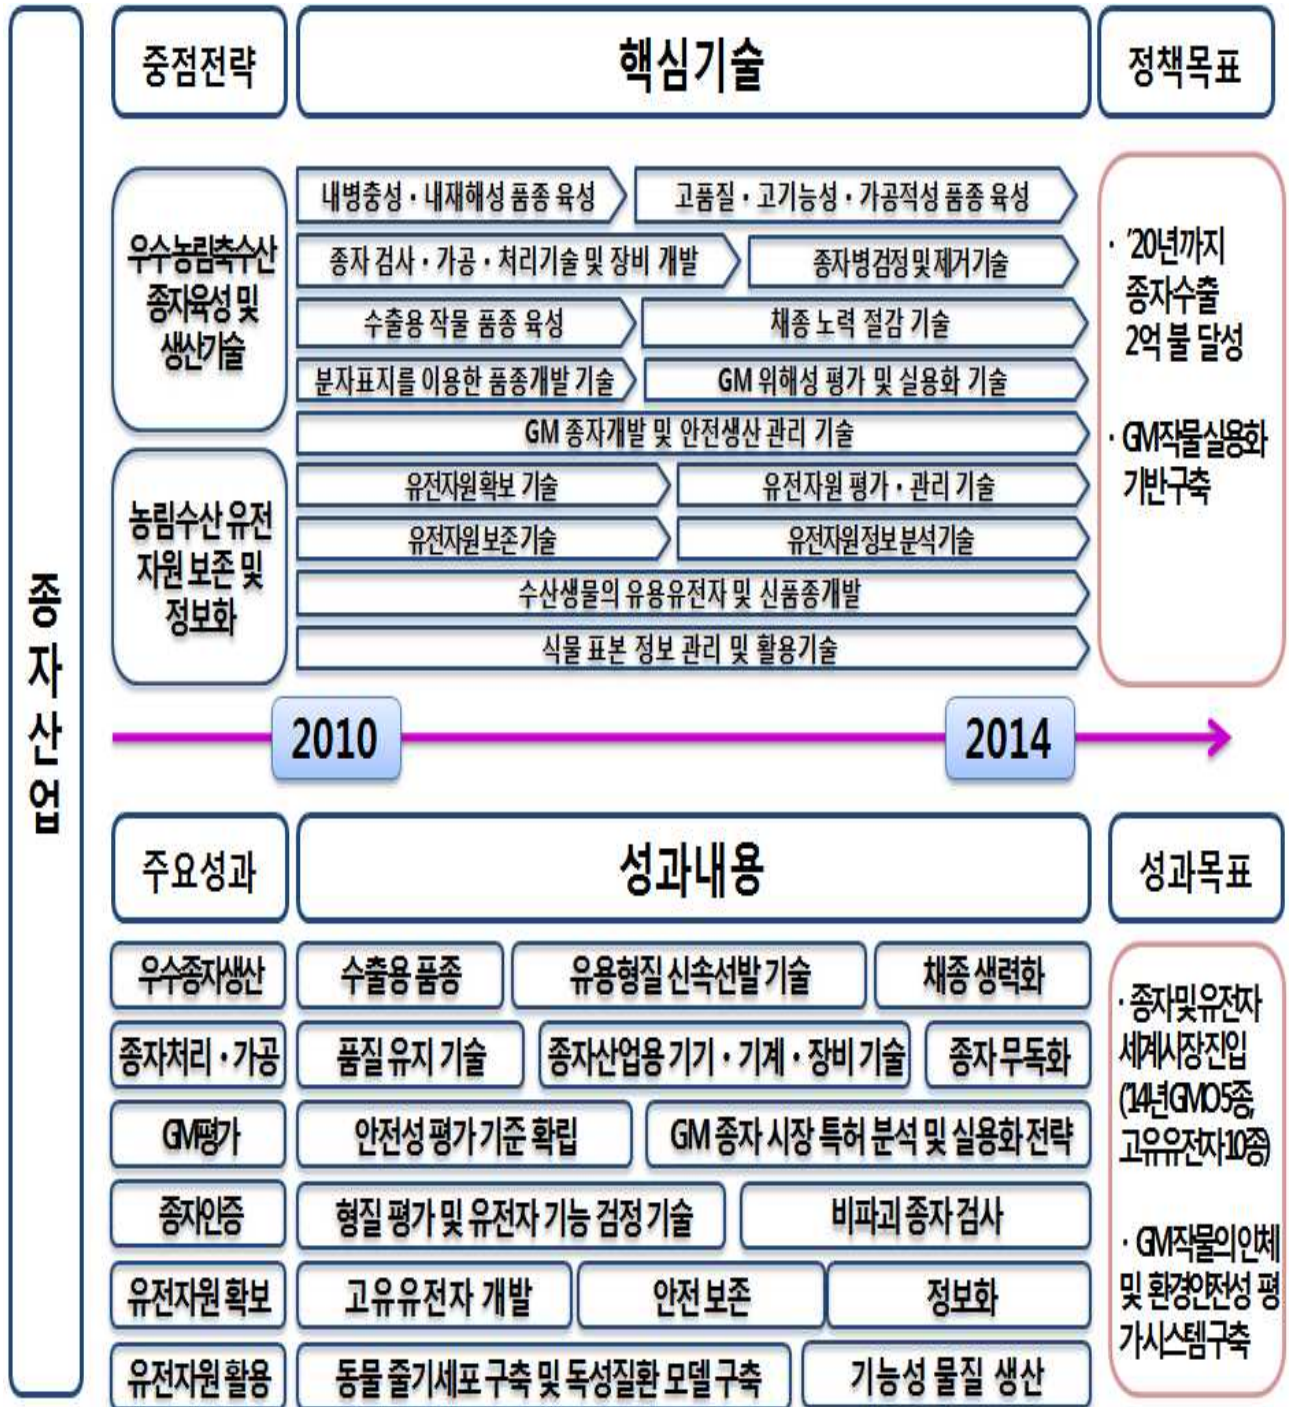 종자산업
중점전략
핵심기술
정책목표
우수농림축수산
종자육성 및
생산기술
내병충성·내재해성 품종 육성
고품질·고기능성·가공적성 품종 육성
종자 검사·가공·처리기술 및 장비 개발
종자병검정및제거기술
수출용 작물 품종 육성
채종 노력 절감 기술
분자표지를 이용한 품종개발 기술
GM 위해성 평가 및 실용화 기술
GM 종자개발 및 안전생산 관리 기술
농림수산 유전
자원 보존 및
정보화
유전자원확보 기술
유전자원 평가·관리 기술
유전자원보존기술
유전자원정보분석기술
수산생물의 유용유전자 및 신품종개발
식물 표본 정보 관리 및 활용기술
· '20년까지
종자수출
2억 불 달성
· GM작물실용화
기반구축
2010
2014
주요성과
성과내용
성과목표
우수종자생산
수출용 품종
유용형질 신속선발 기술
채종 생력화
종자처리·가공
품질 유지 기술
종자산업용 기기·기계·장비 기술
종자 무독화
GM평가
안전성 평가 기준 확립
GM 종자 시장 특허 분석 및 실용화 전략
종자인증
형질 평가 및 유전자 기능 검정 기술
비파괴 종자 검사
유전자원 확보
고유유전자 개발
안전 보존
정보화
유전자원 활용
동물 줄기세포 구축 및 독성질환 모델 구축
기능성 물질 생산
· 종자및유전자
세계시장진입
('14년GMO5종,
고유유전자10종)
· GM작물의인체
및 환경안전성 평
가시스템구축